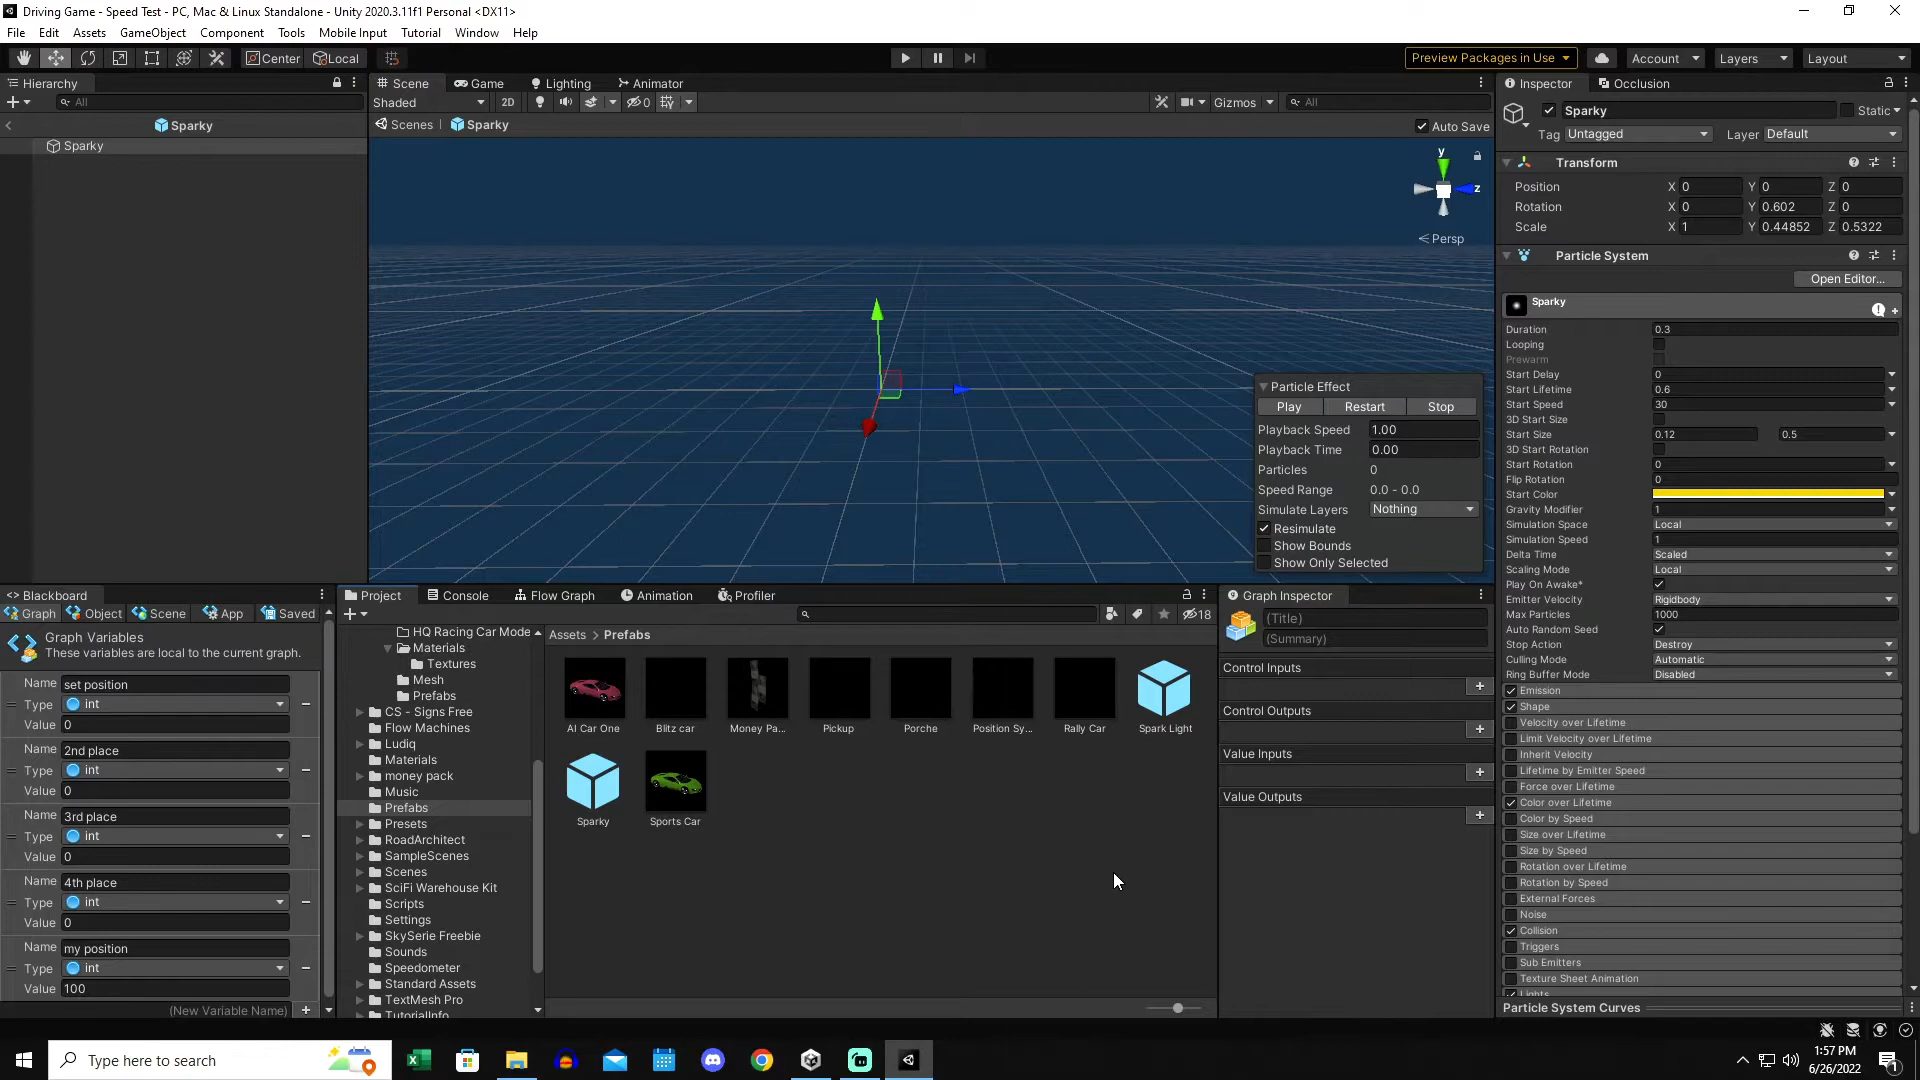 Driving Game - Speed Test - PC, Mac & Linux Standalone - Unity 2020.3.11f1 Personal <DX11>
File Edit Assets GameObject Component Tools Mobile Input Tutorial Window Help
Center Local Preview Packages in Use Account Layers Layout
Hierarchy
All
Sparky
Sparky
Scene Game Lighting Animator
Shaded 2D 0 Gizmos All
Scenes Sparky Auto Save
y
z
Persp
Particle Effect
Play Restart Stop
Playback Speed 1.00
Playback Time 0.00
Particles 0
Speed Range 0.0 - 0.0
Simulate Layers Nothing
Resimulate
Show Bounds
Show Only Selected
Inspector Occlusion
Sparky Static
Tag Untagged Layer Default
Transform
Position X 0 Y 0 Z 0
Rotation X 0 Y 0.602 Z 0
Scale X 1 Y 0.44852 Z 0.5322
Particle System
Open Editor...
Sparky
Duration 0.3
Looping
Prewarm
Start Delay 0
Start Lifetime 0.6
Start Speed 30
3D Start Size
Start Size 0.12 0.5
3D Start Rotation
Start Rotation 0
Flip Rotation 0
Start Color
Gravity Modifier 1
Simulation Space Local
Simulation Speed 1
Delta Time Scaled
Scaling Mode Local
Play On Awake*
Emitter Velocity Rigidbody
Max Particles 1000
Auto Random Seed
Stop Action Destroy
Culling Mode Automatic
Ring Buffer Mode Disabled
Emission
Shape
Velocity over Lifetime
Limit Velocity over Lifetime
Inherit Velocity
Lifetime by Emitter Speed
Force over Lifetime
Color over Lifetime
Color by Speed
Size over Lifetime
Size by Speed
Rotation over Lifetime
Rotation by Speed
External Forces
Noise
Collision
Triggers
Sub Emitters
Texture Sheet Animation
Lights
Particle System Curves
<> Blackboard
Graph Object Scene App Saved
Graph Variables
These variables are local to the current graph.
Name set position
Type int
Value 0
Name 2nd place
Type int
Value 0
Name 3rd place
Type int
Value 0
Name 4th place
Type int
Value 0
Name my position
Type int
Value 100
(New Variable Name)
Project Console Flow Graph Animation Profiler
18
HQ Racing Car Mode
Materials
Textures
Mesh
Prefabs
CS - Signs Free
Flow Machines
Ludiq
Materials
money pack
Music
Prefabs
Presets
RoadArchitect
SampleScenes
Scenes
SciFi Warehouse Kit
Scripts
Settings
SkySerie Freebie
Sounds
Speedometer
Standard Assets
TextMesh Pro
TutorialInfo
Assets > Prefabs
AI Car One Blitz car Money Pa... Pickup Porche Position Sy... Rally Car Spark Light
Sparky Sports Car
Graph Inspector
(Title)
(Summary)
Control Inputs
Control Outputs
Value Inputs
Value Outputs
Type here to search
1:57 PM
6/26/2022
1